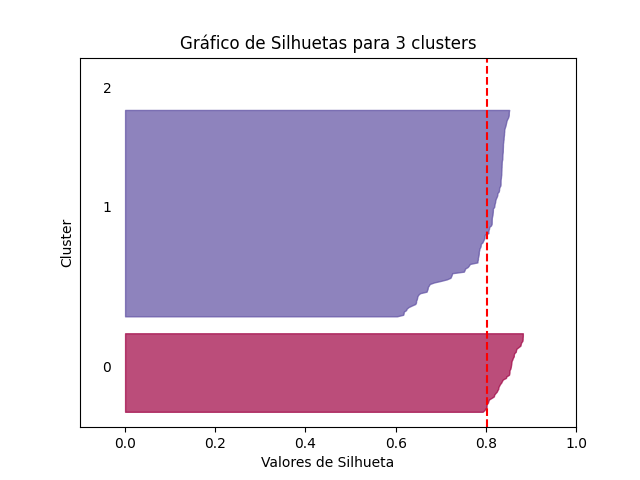 Gráfico de Silhuetas para 3 clusters
2
1
0
Cluster
0.0 0.2 0.4 0.6 0.8 1.0
Valores de Silhueta